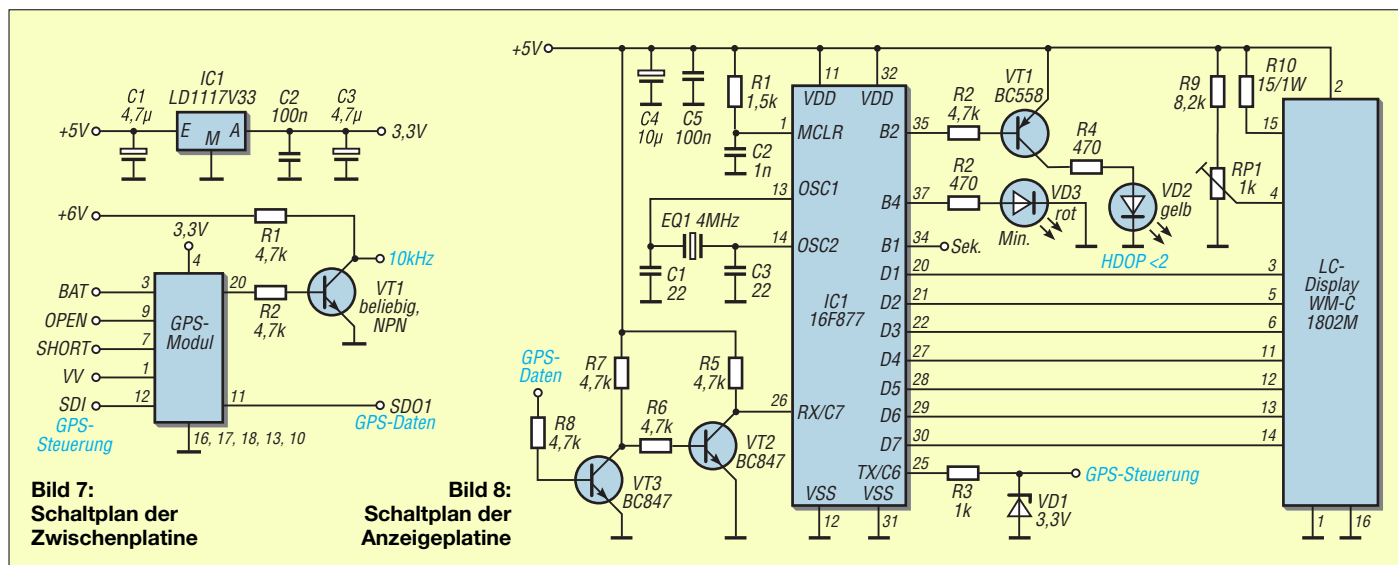 IC1
LD1117V33
C1
4,7µ
C2
100n
C3
4,7µ
+5V
E
A
M
3,3V
+6V
R1
4,7k
3,3V
4
10kHz
VT1
beliebig,
NPN
20
R2
4,7k
BAT
3
OPEN
9
SHORT
7
VV
1
SDI
12
GPS-
Steuerung
GPS-
Modul
11
SDO1
GPS-Daten
16, 17, 18, 13, 10
Bild 7:
Schaltplan der
Zwischenplatine
+5V
C4
10µ
C5
100n
R1
1,5k
1
C2
1n
13
EQ1 4MHz
14
C1
22
C3
22
GPS-
Daten
R8
4,7k
R7
4,7k
R6
4,7k
R5
4,7k
VT3
BC847
VT2
BC847
26
Bild 8:
Schaltplan der
Anzeigeplatine
11
32
VDD
VDD
MCLR
B2
OSC1
B4
OSC2
B1
D1
D2
IC1
16F877
D3
D4
D5
RX/C7
D6
D7
TX/C6
VSS
VSS
12
31
35
R2
4,7k
VT1
BC558
R4
470
37
R2
470
VD3
rot
Min.
VD2
gelb
HDOP <2
34
Sek.
20
21
22
27
28
29
30
25
R3
1k
GPS-Steuerung
VD1
3,3V
R9
8,2k
R10
15/1W
RP1
1k
2
15
4
3
5
6
11
12
13
14
LC-
Display
WM-C
1802M
1
16